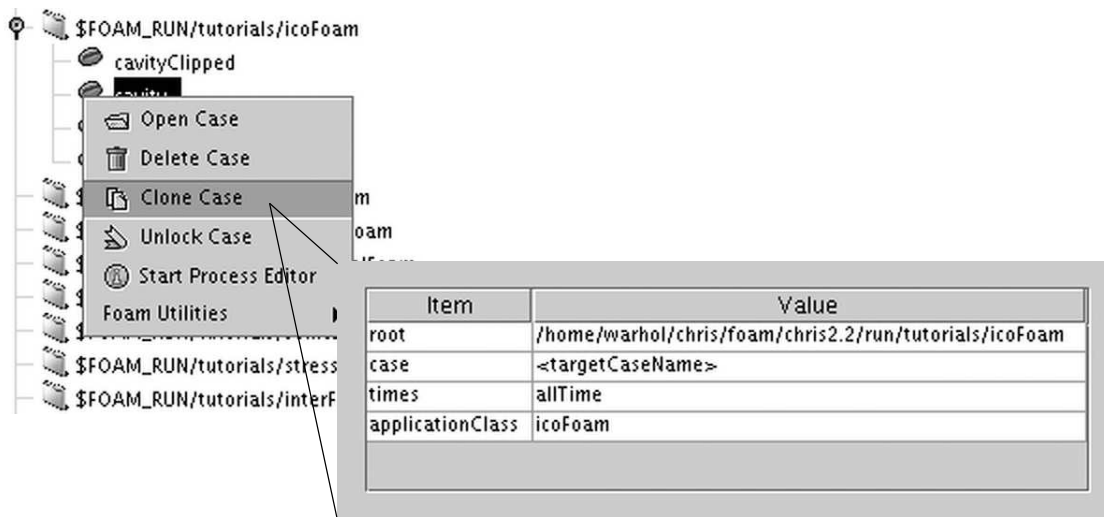 $FOAM_RUN/tutorials/icoFoam
cavityClipped
cavity
Open Case
Delete Case
Clone Case
Unlock Case
Start Process Editor
Foam Utilities
Item Value
root /home/warhol/chris/foam/chris2.2/run/tutorials/icoFoam
case <targetCaseName>
times allTime
applicationClass icoFoam
$FOAM_RUN/tutorials/stress
$FOAM_RUN/tutorials/interF